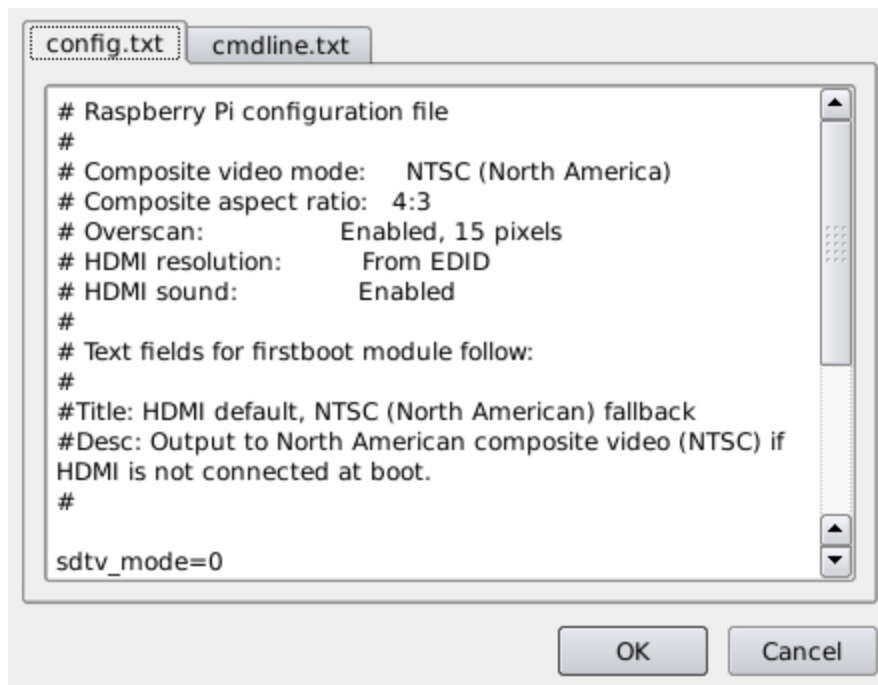 config.txt
cmdline.txt
# Raspberry Pi configuration file
#
# Composite video mode:     NTSC (North America)
# Composite aspect ratio:   4:3
# Overscan:                 Enabled, 15 pixels
# HDMI resolution:          From EDID
# HDMI sound:               Enabled
#
# Text fields for firstboot module follow:
#
#Title: HDMI default, NTSC (North American) fallback
#Desc: Output to North American composite video (NTSC) if
HDMI is not connected at boot.
#
sdtv_mode=0
OK
Cancel